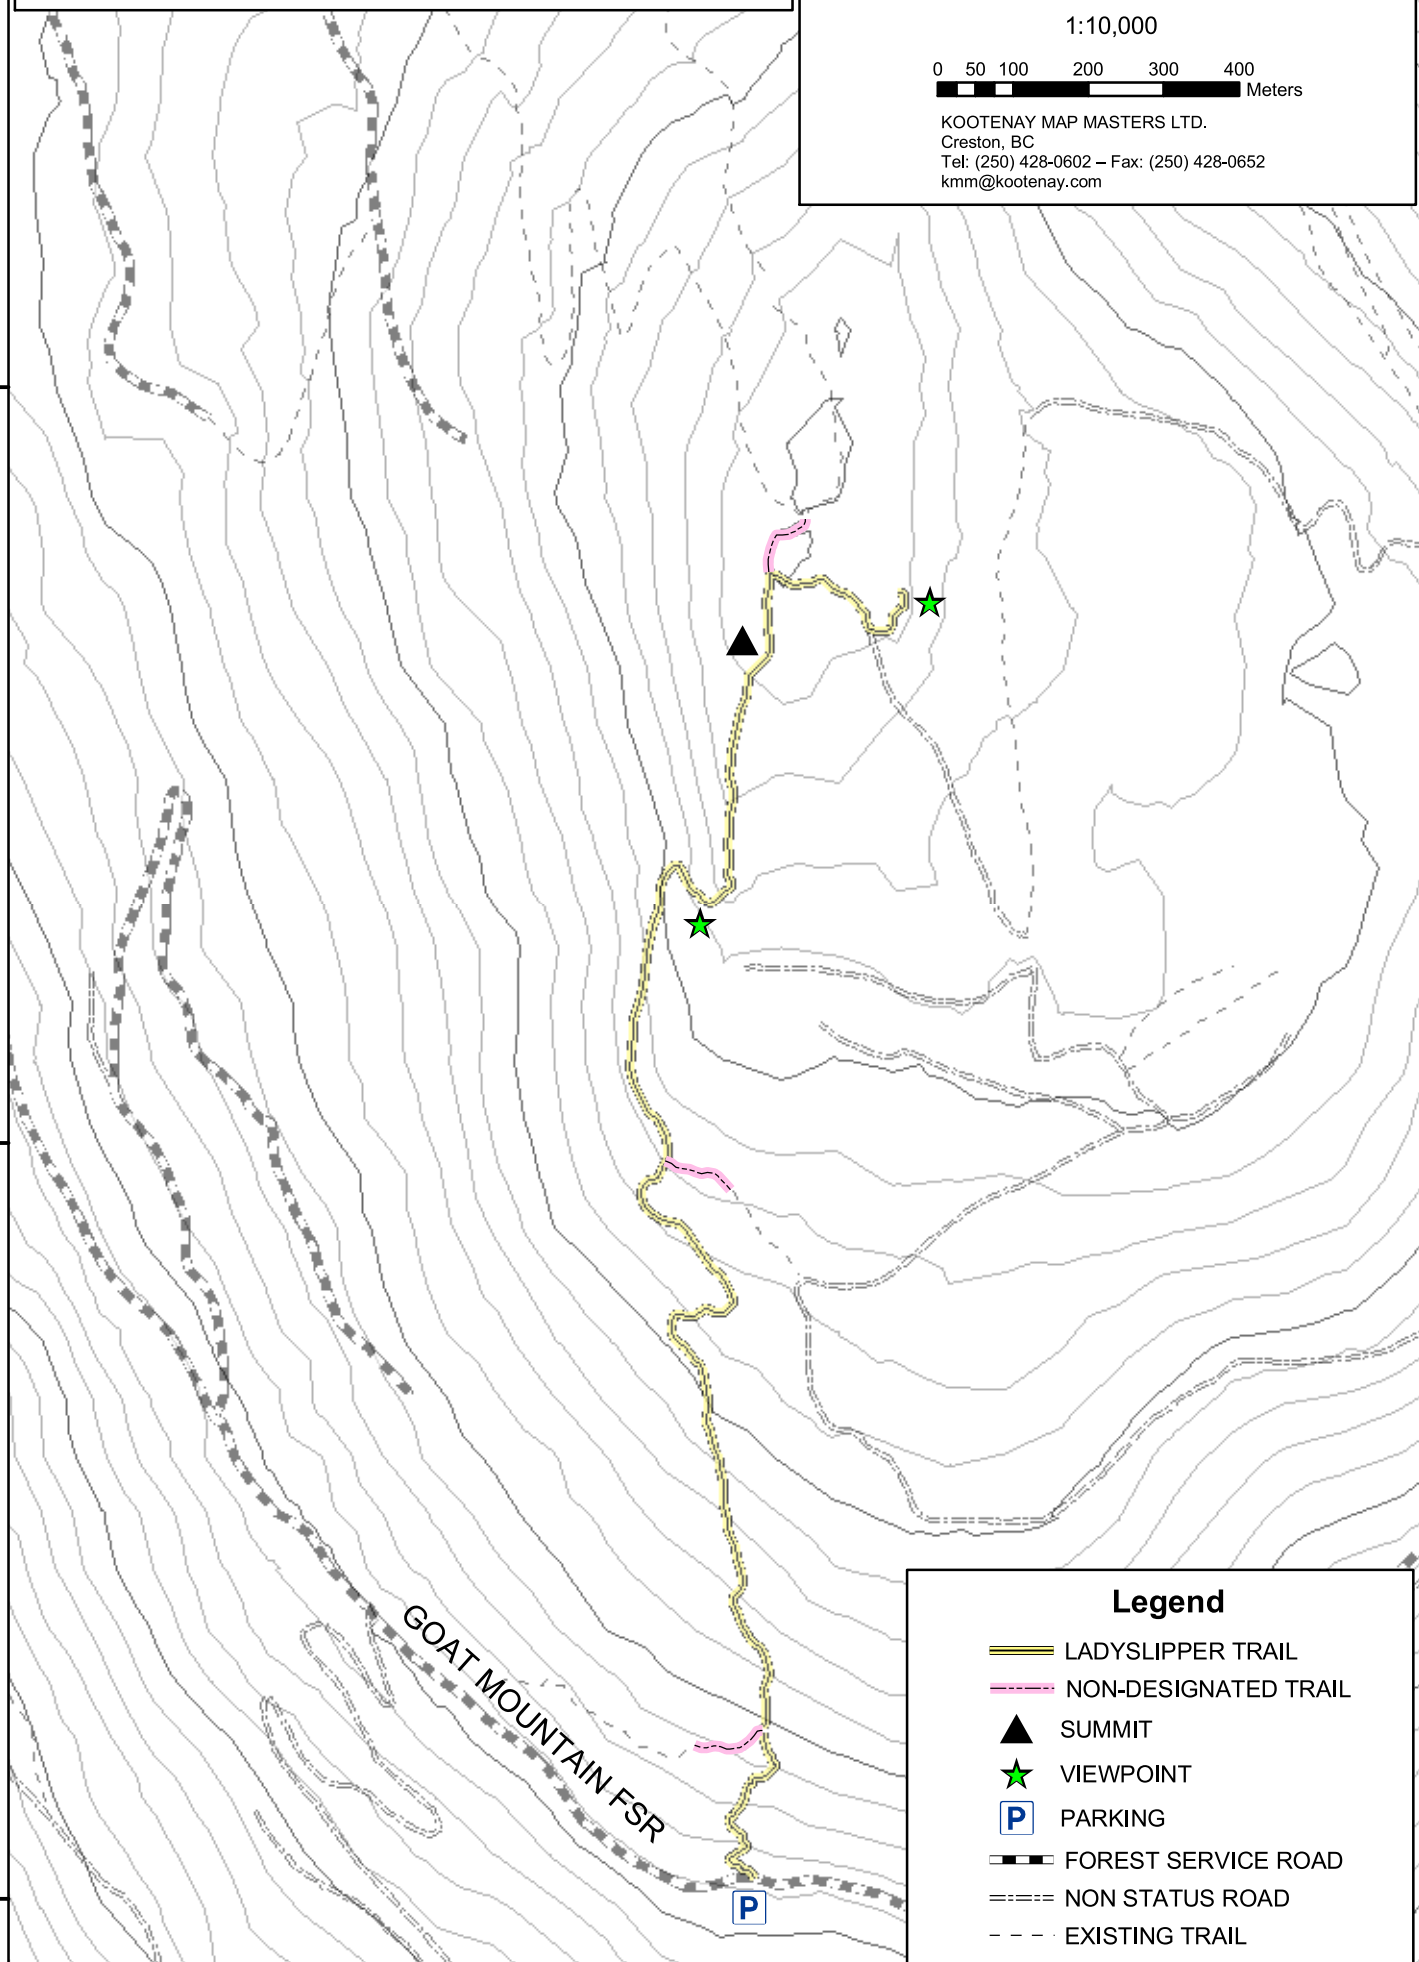 1:10,000
0 50 100 200 300 400
Meters
KOOTENAY MAP MASTERS LTD.
Creston, BC
Tel: (250) 428-0602 – Fax: (250) 428-0652
kmm@kootenay.com
GOAT MOUNTAIN FSR
P
Legend
LADYSLIPPER TRAIL
NON-DESIGNATED TRAIL
SUMMIT
VIEWPOINT
P PARKING
FOREST SERVICE ROAD
NON STATUS ROAD
EXISTING TRAIL